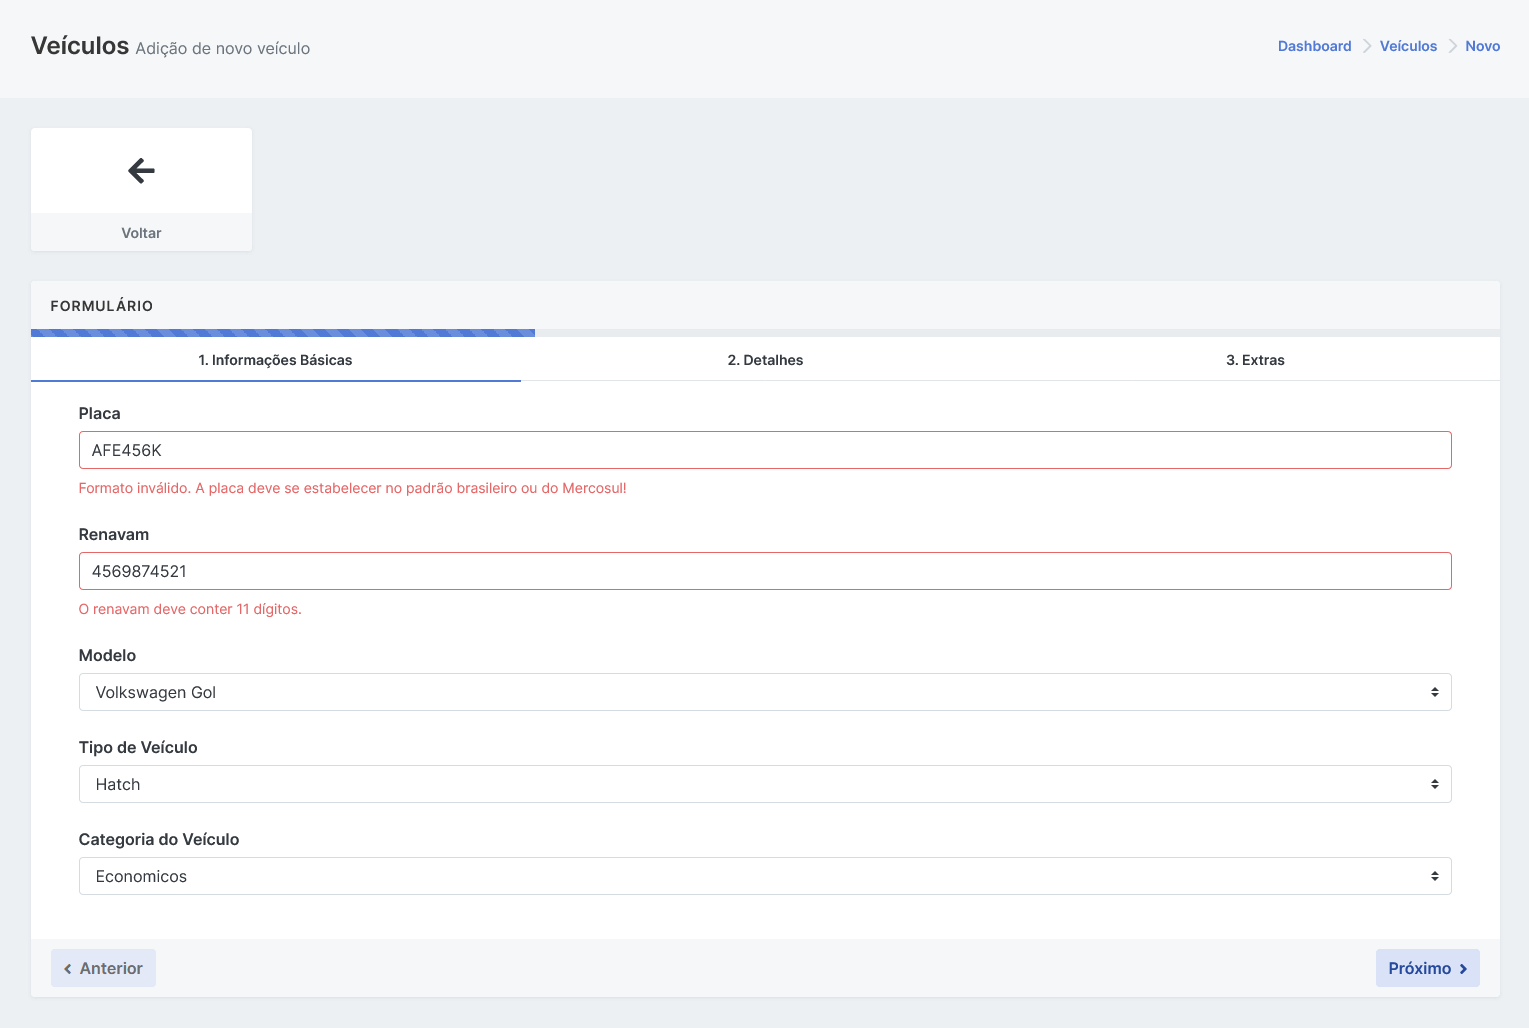 Veículos Adição de novo veículo
Dashboard Veículos Novo
Voltar
FORMULÁRIO
1. Informações Básicas 2. Detalhes 3. Extras
Placa
AFE456K
Formato inválido. A placa deve se estabelecer no padrão brasileiro ou do Mercosul!
Renavam
4569874521
O renavam deve conter 11 dígitos.
Modelo
Volkswagen Gol
Tipo de Veículo
Hatch
Categoria do Veículo
Economicos
Anterior Próximo